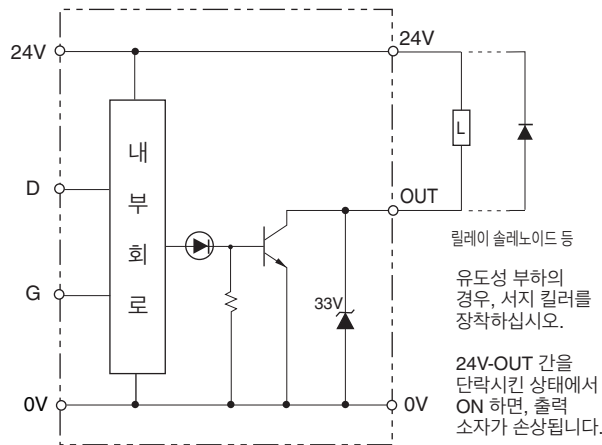 24V
24V
L
내
부
회
로
D
OUT
릴레이 솔레노이드 등
G
33V
유도성 부하의
경우, 서지 킬러를
장착하십시오.
24V-OUT 간을
단락시킨 상태에서
ON 하면, 출력
소자가 손상됩니다.
0V
0V